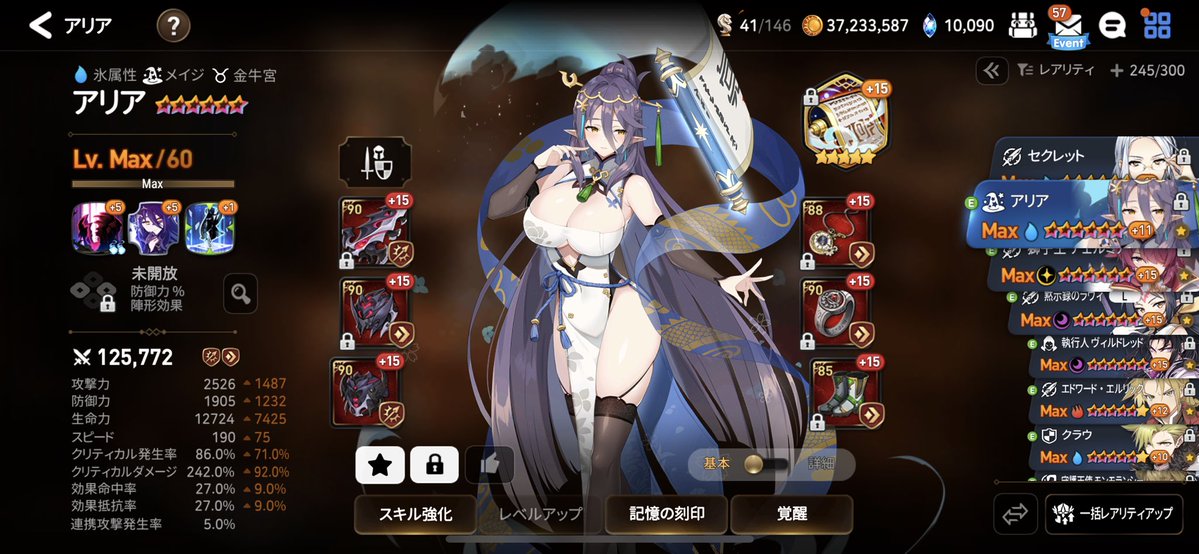 アリア
?
41/146
37,233,587
10,090
57
Event
氷属性 メイジ 金牛宮
アリア
Lv. Max/60
Max
+5
+5
+1
未開放
防御力%
陣形効果
125,772
攻撃力 2526 1487
防御力 1905 1232
生命力 12724 7425
スピード 190 75
クリティカル発生率 86.0% 71.0%
クリティカルダメージ 242.0% 92.0%
効果命中率 27.0% 9.0%
効果抵抗率 27.0% 9.0%
連携攻撃発生率 5.0%
90 +15
90 +15
90 +15
+15
88 +15
90 +15
85 +15
基本
詳細
スキル強化
レベルアップ
記憶の刻印
覚醒
レアリティ
245/300
セクレット
E
アリア
Max +11
E
Max +15
E
黙示録のラヴィ
L
Max +15
E
執行人 ヴィルドレッド
Max +15
E
エドワード・エルリック
Max +12
E
クラウ
Max +10
一括レアリティアップ